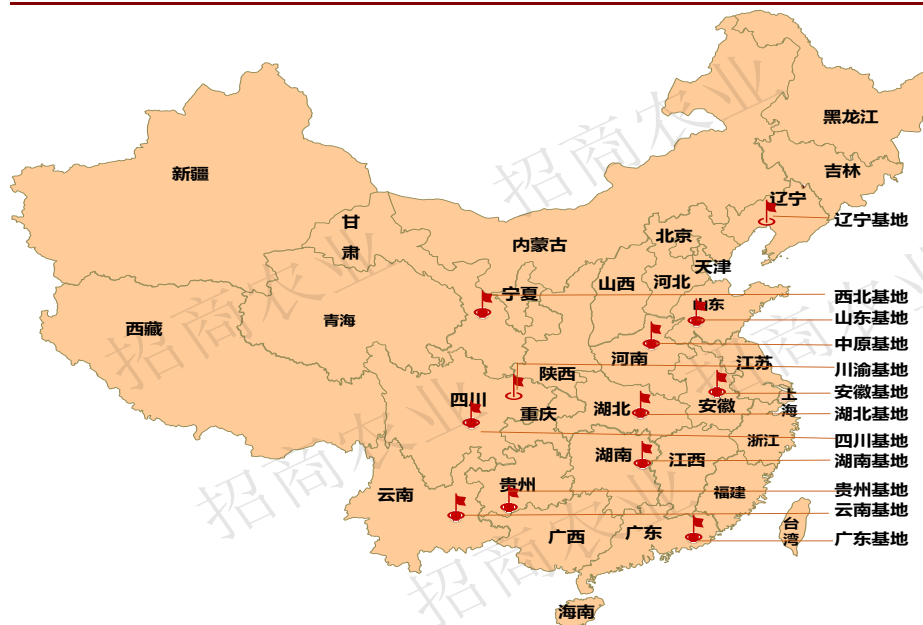 黑龙江
吉林
辽宁
新疆
甘
肃
内蒙古
北京
天津
河北
山西
宁夏
山东
青海
西藏
河南
江苏
陕西
四川
重庆
湖北
安徽
上
海
浙江
湖南
江西
贵州
云南
福建
广西
广东
台
湾
海南
辽宁基地
西北基地
山东基地
中原基地
川渝基地
安徽基地
湖北基地
四川基地
湖南基地
贵州基地
云南基地
广东基地
招商农业
招商农业
招商农业
招商农业
招商农业